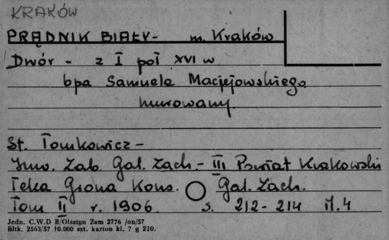 KRAKÓW
PRĄDNIK BIAŁY - m. Kraków
Dwór - z I poł XVI w
bpa Samuela Maciejowskiego
murowany
St. Tomkowicz -
Inw. Zab. Gal. Zach. - III Powiat Krakowski
Teka Grona Kons. Gal. Zach.
Tom II r. 1906 s. 212-214 il. 4
Jedn. C.W.D B/Olsztyn Zam 2776 /on/57
Bltk. 2563/57 10.000 szt. karton kl. 7 g 210.